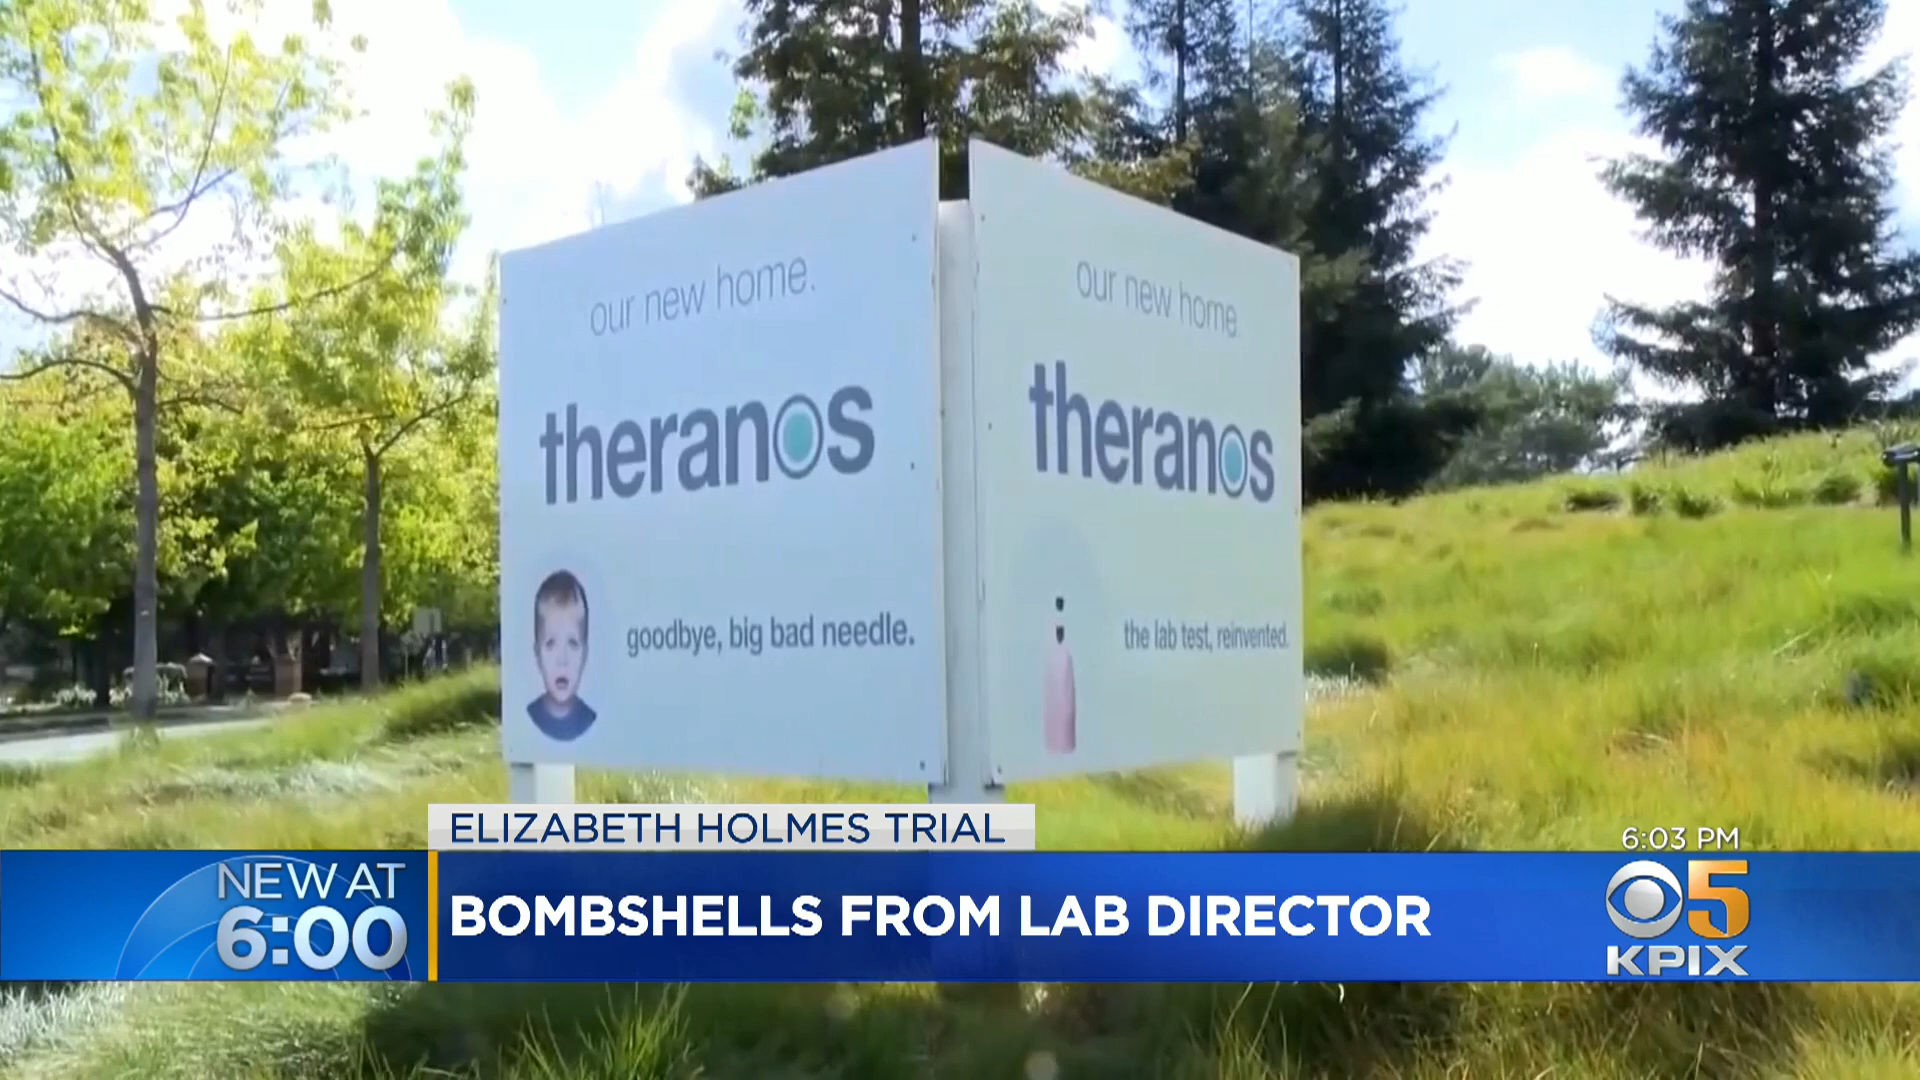 our new home.
theranos
goodbye, big bad needle.
our new home.
theranos
the lab test, reinvented.
ELIZABETH HOLMES TRIAL
6:03 PM
NEW AT
6:00
BOMBSHELLS FROM LAB DIRECTOR
5
KPIX